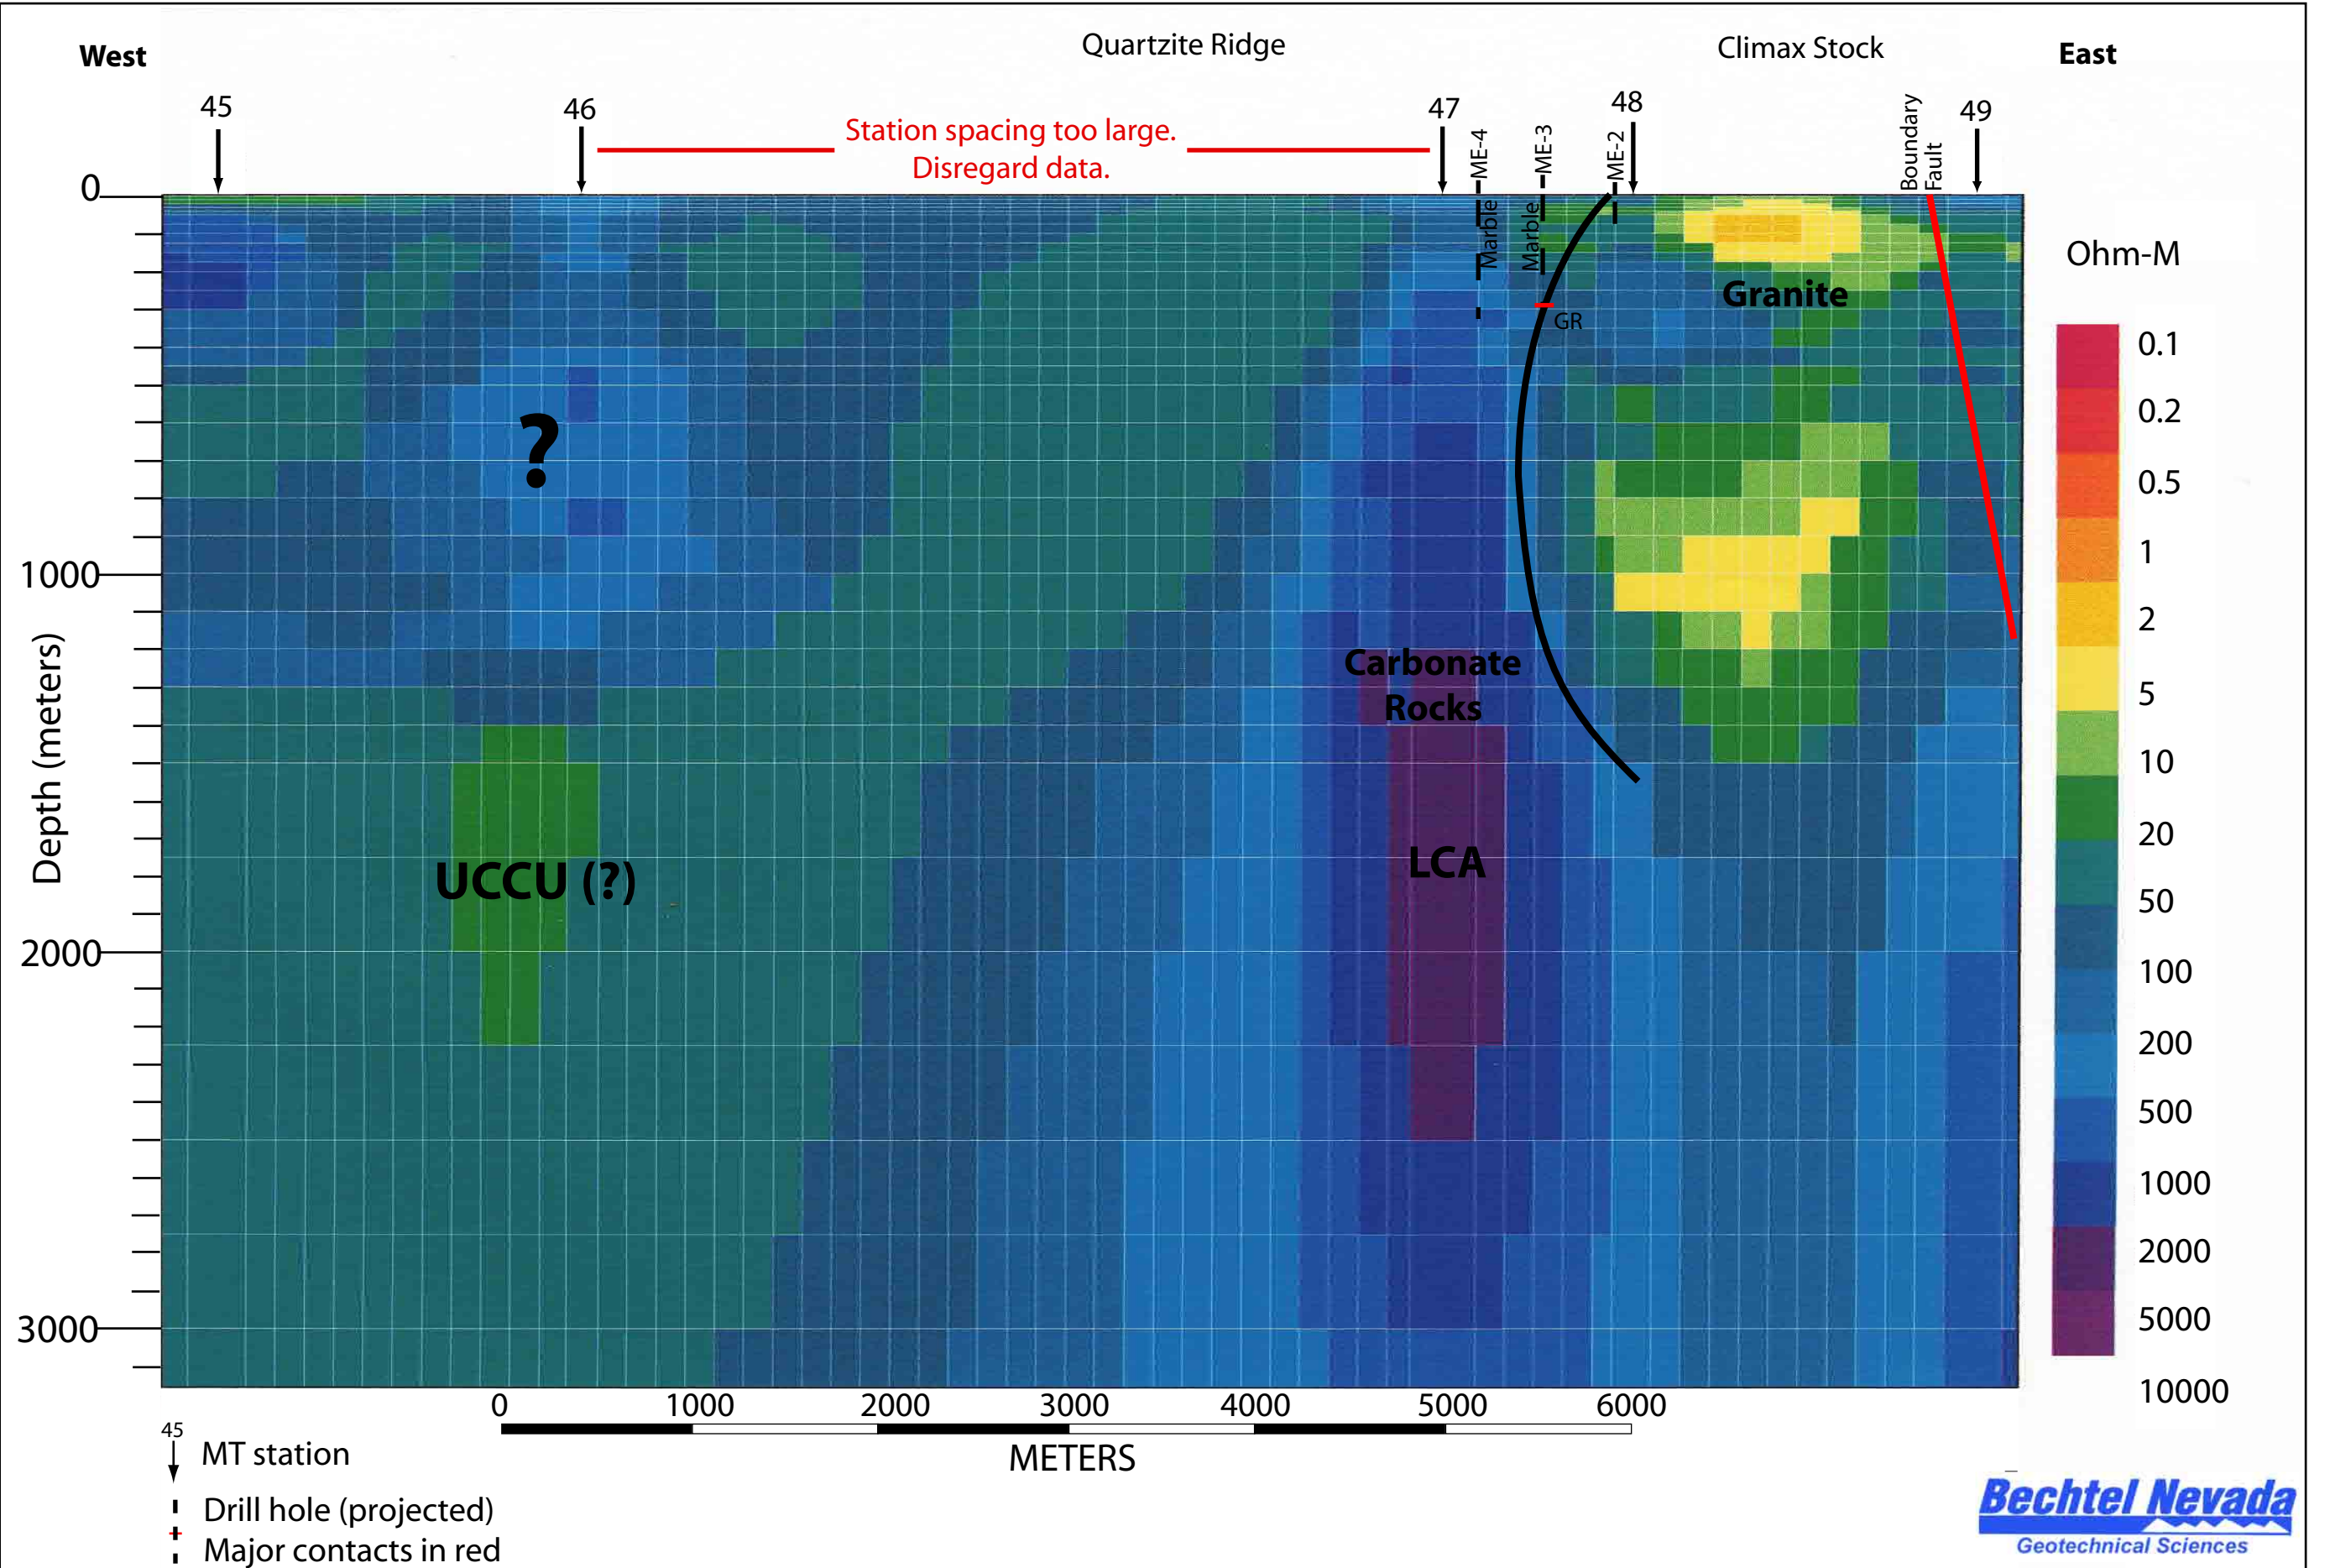 Quartzite Ridge
Climax Stock
West
East
45
46
47
48
49
Station spacing too large.
Disregard data.
ME-4
ME-3
ME-2
Boundary
Fault
0
1000
2000
3000
Depth (meters)
Marble
Marble
GR
Granite
?
Carbonate
Rocks
UCCU (?)
LCA
Ohm-M
0.1
0.2
0.5
1
2
5
10
20
50
100
200
500
1000
2000
5000
10000
0 1000 2000 3000 4000 5000 6000
METERS
45
MT station
Drill hole (projected)
Major contacts in red
Bechtel Nevada
Geotechnical Sciences